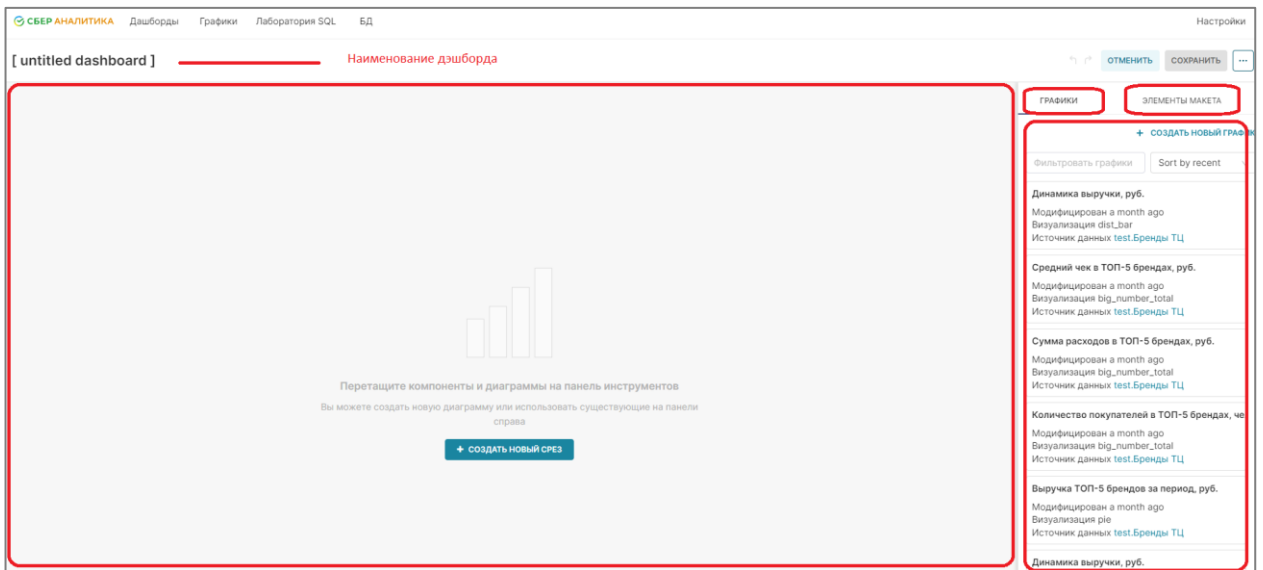 СБЕР АНАЛИТИКА Дашборды Графики Лаборатория SQL БД Настройки
[ untitled dashboard ] Наименование дэшборда ОТМЕНИТЬ СОХРАНИТЬ ...
ГРАФИКИ ЭЛЕМЕНТЫ МАКЕТА
+ СОЗДАТЬ НОВЫЙ ГРАФИК
Фильтровать графики Sort by recent
Динамика выручки, руб.
Модифицирован a month ago
Визуализация dist_bar
Источник данных test.Бренды ТЦ
Средний чек в ТОП-5 брендах, руб.
Модифицирован a month ago
Визуализация big_number_total
Источник данных test.Бренды ТЦ
Сумма расходов в ТОП-5 брендах, руб.
Модифицирован a month ago
Визуализация big_number_total
Источник данных test.Бренды ТЦ
Количество покупателей в ТОП-5 брендах, че
Модифицирован a month ago
Визуализация big_number_total
Источник данных test.Бренды ТЦ
Выручка ТОП-5 брендов за период, руб.
Модифицирован a month ago
Визуализация pie
Источник данных test.Бренды ТЦ
Динамика выручки, руб.
Перетащите компоненты и диаграммы на панель инструментов
Вы можете создать новую диаграмму или использовать существующие на панели
справа
+ СОЗДАТЬ НОВЫЙ СРЕЗ